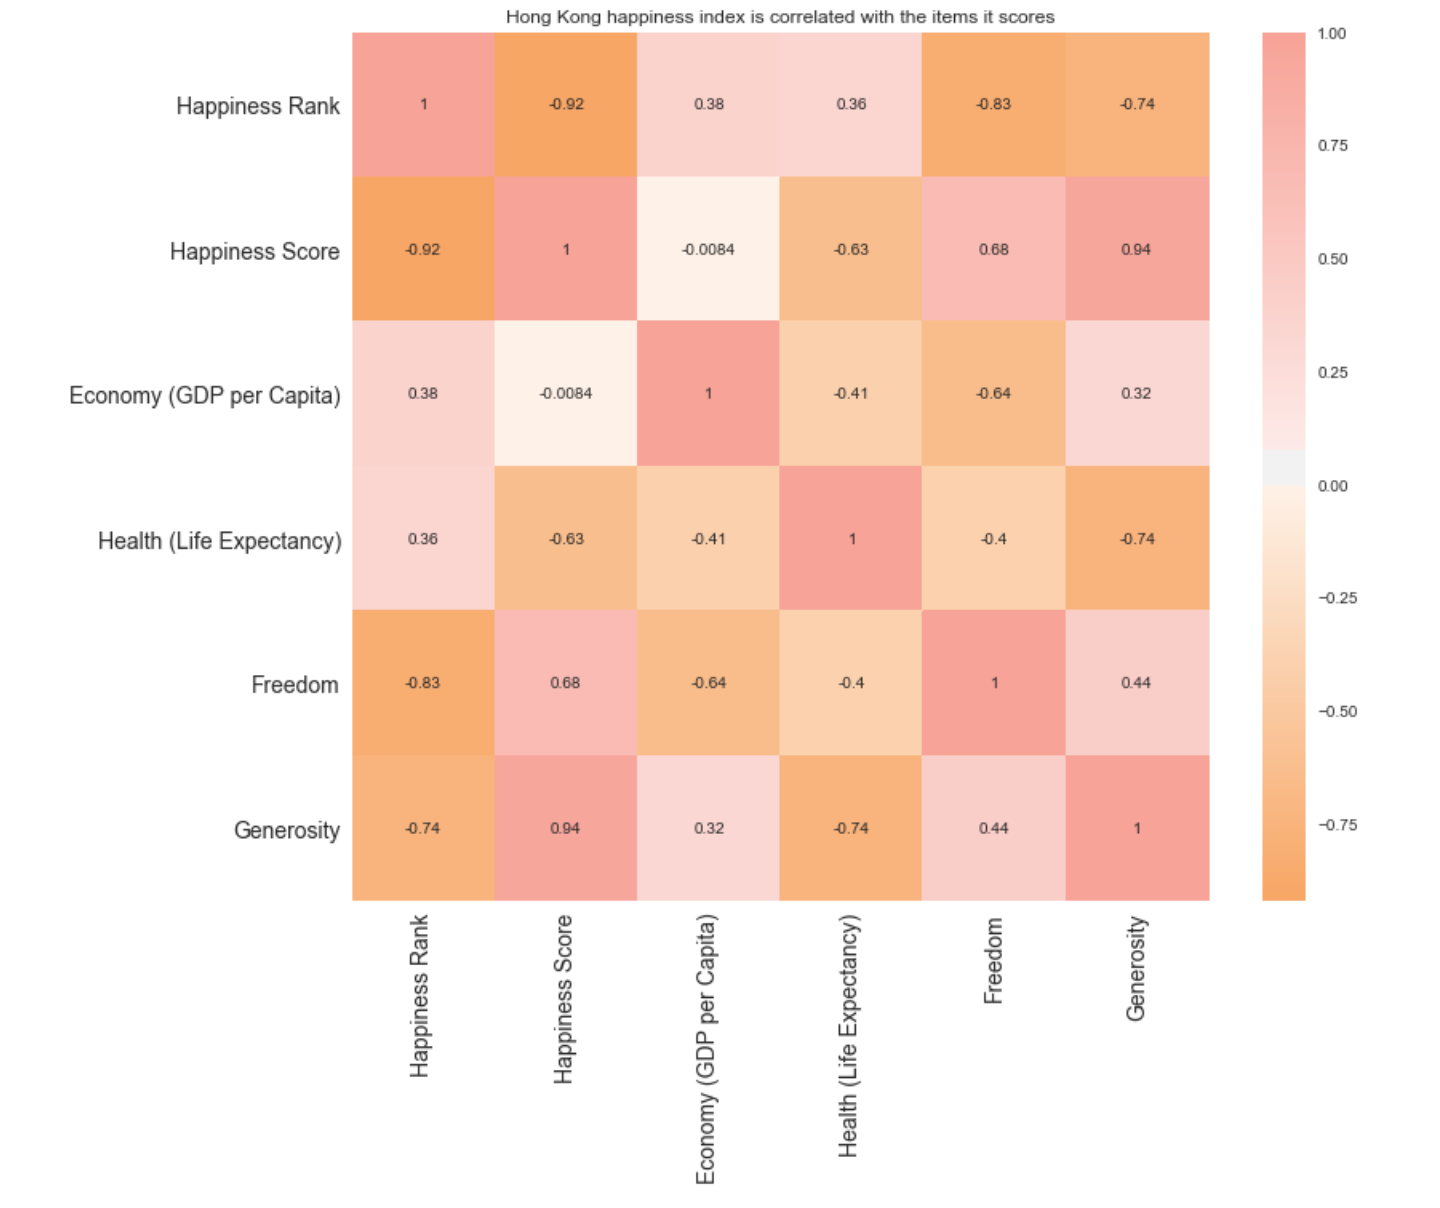 Hong Kong happiness index is correlated with the items it scores
Happiness Rank 1 -0.92 0.38 0.36 -0.83 -0.74
Happiness Score -0.92 1 -0.0084 -0.63 0.68 0.94
Economy (GDP per Capita) 0.38 -0.0084 1 -0.41 -0.64 0.32
Health (Life Expectancy) 0.36 -0.63 -0.41 1 -0.4 -0.74
Freedom -0.83 0.68 -0.64 -0.4 1 0.44
Generosity -0.74 0.94 0.32 -0.74 0.44 1
Happiness Rank
Happiness Score
Economy (GDP per Capita)
Health (Life Expectancy)
Freedom
Generosity
1.00
0.75
0.50
0.25
0.00
−0.25
−0.50
−0.75